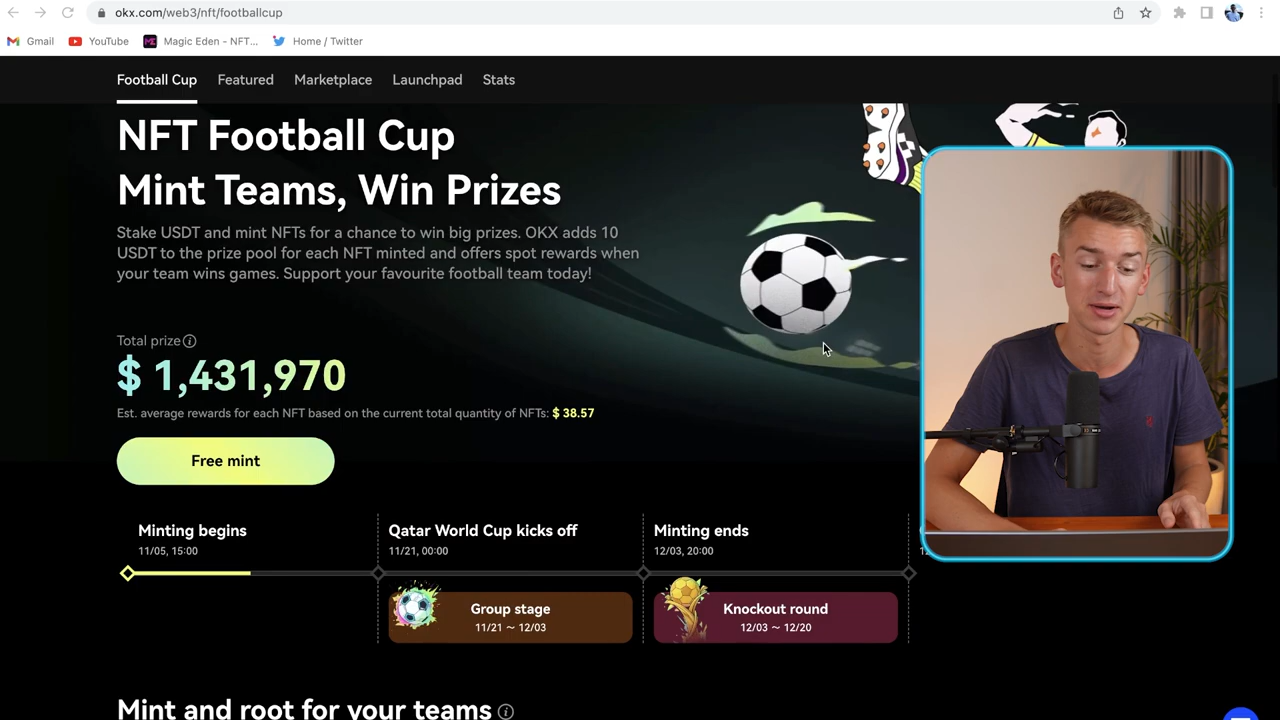 okx.com/web3/nft/footballcup
Gmail
YouTube
Magic Eden - NFT...
Home / Twitter
Football Cup
Featured
Marketplace
Launchpad
Stats
NFT Football Cup
Mint Teams, Win Prizes
Stake USDT and mint NFTs for a chance to win big prizes. OKX adds 10
USDT to the prize pool for each NFT minted and offers spot rewards when
your team wins games. Support your favourite football team today!
Total prize
$ 1,431,970
Est. average rewards for each NFT based on the current total quantity of NFTs: $ 38.57
Free mint
Minting begins
11/05, 15:00
Qatar World Cup kicks off
11/21, 00:00
Minting ends
12/03, 20:00
Group stage
11/21 ~ 12/03
Knockout round
12/03 ~ 12/20
Mint and root for your teams